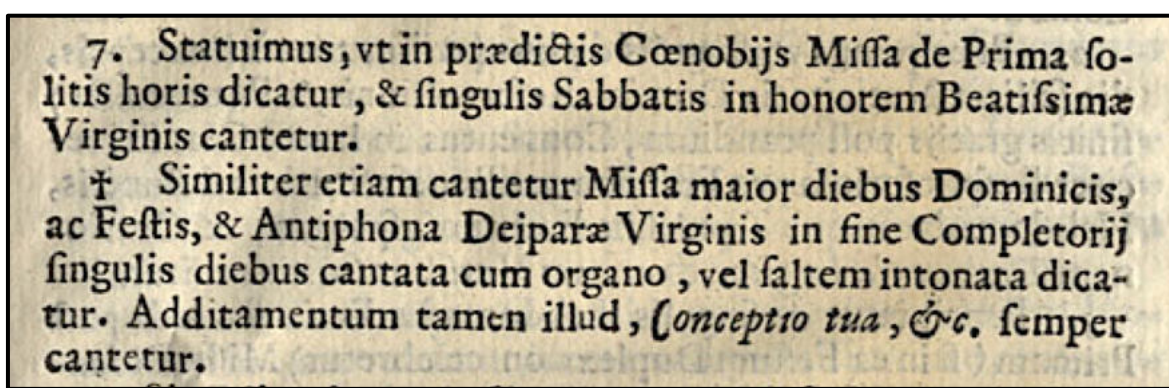 7. Statuimus, vt in prædictis Cœnobijs Miſſa de Prima ſo-
litis horis dicatur, & ſingulis Sabbatis in honorem Beatiſsimæ
Virginis cantetur.
† Similiter etiam cantetur Miſſa maior diebus Dominicis,
ac Feſtis, & Antiphona Deiparæ Virginis in fine Completorij
ſingulis diebus cantata cum organo, vel ſaltem intonata dica-
tur. Additamentum tamen illud, Conceptio tua, &c. ſemper
cantetur.